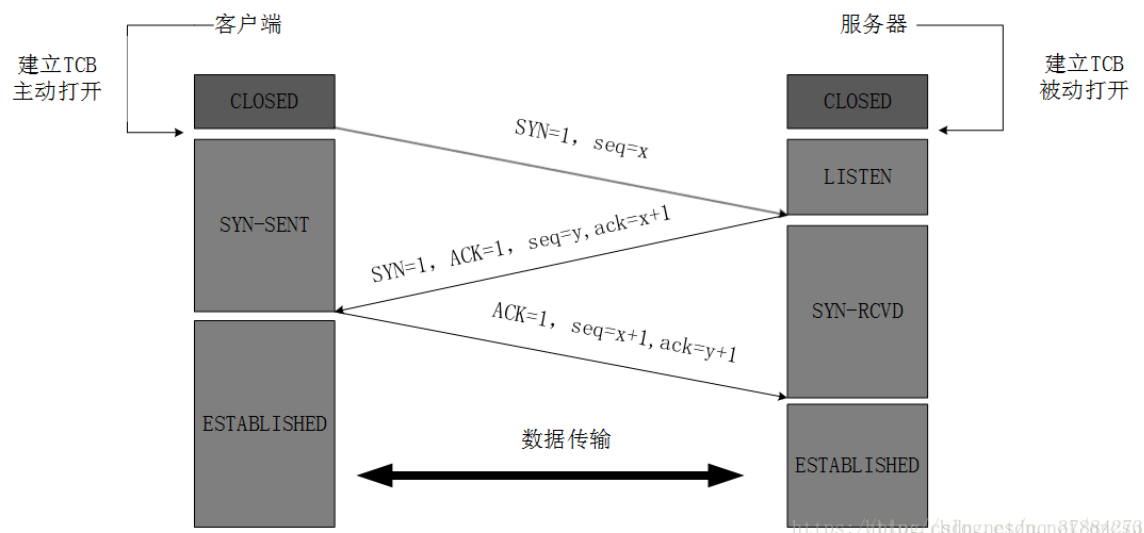 客户端
服务器
建立TCB
主动打开
建立TCB
被动打开
CLOSED
CLOSED
SYN=1, seq=x
LISTEN
SYN-SENT
SYN=1, ACK=1, seq=y,ack=x+1
SYN-RCVD
ACK=1, seq=x+1,ack=y+1
ESTABLISHED
数据传输
ESTABLISHED